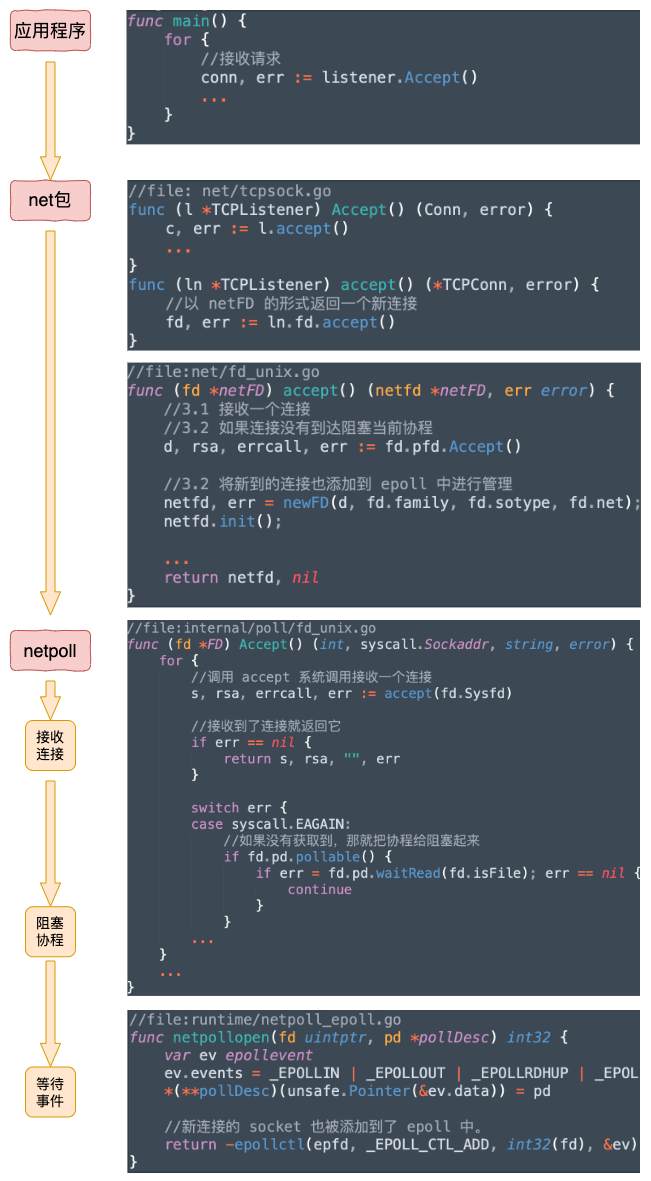 应用程序
func main() {
    for {
        //接收请求
        conn, err := listener.Accept()
        ...
    }
}
net包
//file: net/tcpsock.go
func (l *TCPListener) Accept() (Conn, error) {
    c, err := l.accept()
    ...
}
func (ln *TCPListener) accept() (*TCPConn, error) {
    //以 netFD 的形式返回一个新连接
    fd, err := ln.fd.accept()
}
//file:net/fd_unix.go
func (fd *netFD) accept() (netfd *netFD, err error) {
    //3.1 接收一个连接
    //3.2 如果连接没有到达阻塞当前协程
    d, rsa, errcall, err := fd.pfd.Accept()
    //3.2 将新到的连接也添加到 epoll 中进行管理
    netfd, err = newFD(d, fd.family, fd.sotype, fd.net);
    netfd.init();
    ...
    return netfd, nil
}
netpoll
接收
连接
阻塞
协程
等待
事件
//file:internal/poll/fd_unix.go
func (fd *FD) Accept() (int, syscall.Sockaddr, string, error) {
    for {
        //调用 accept 系统调用接收一个连接
        s, rsa, errcall, err := accept(fd.Sysfd)
        //接收到了连接就返回它
        if err == nil {
            return s, rsa, "", err
        }
        switch err {
        case syscall.EAGAIN:
            //如果没有获取到，那就把协程给阻塞起来
            if fd.pd.pollable() {
                if err = fd.pd.waitRead(fd.isFile); err == nil {
                    continue
                }
            }
        ...
    }
    ...
}
//file:runtime/netpoll_epoll.go
func netpollopen(fd uintptr, pd *pollDesc) int32 {
    var ev epollevent
    ev.events = _EPOLLIN | _EPOLLOUT | _EPOLLRDHUP | _EPOL
    *(**pollDesc)(unsafe.Pointer(&ev.data)) = pd
    //新连接的 socket 也被添加到了 epoll 中。
    return -epollctl(epfd, _EPOLL_CTL_ADD, int32(fd), &ev)
}